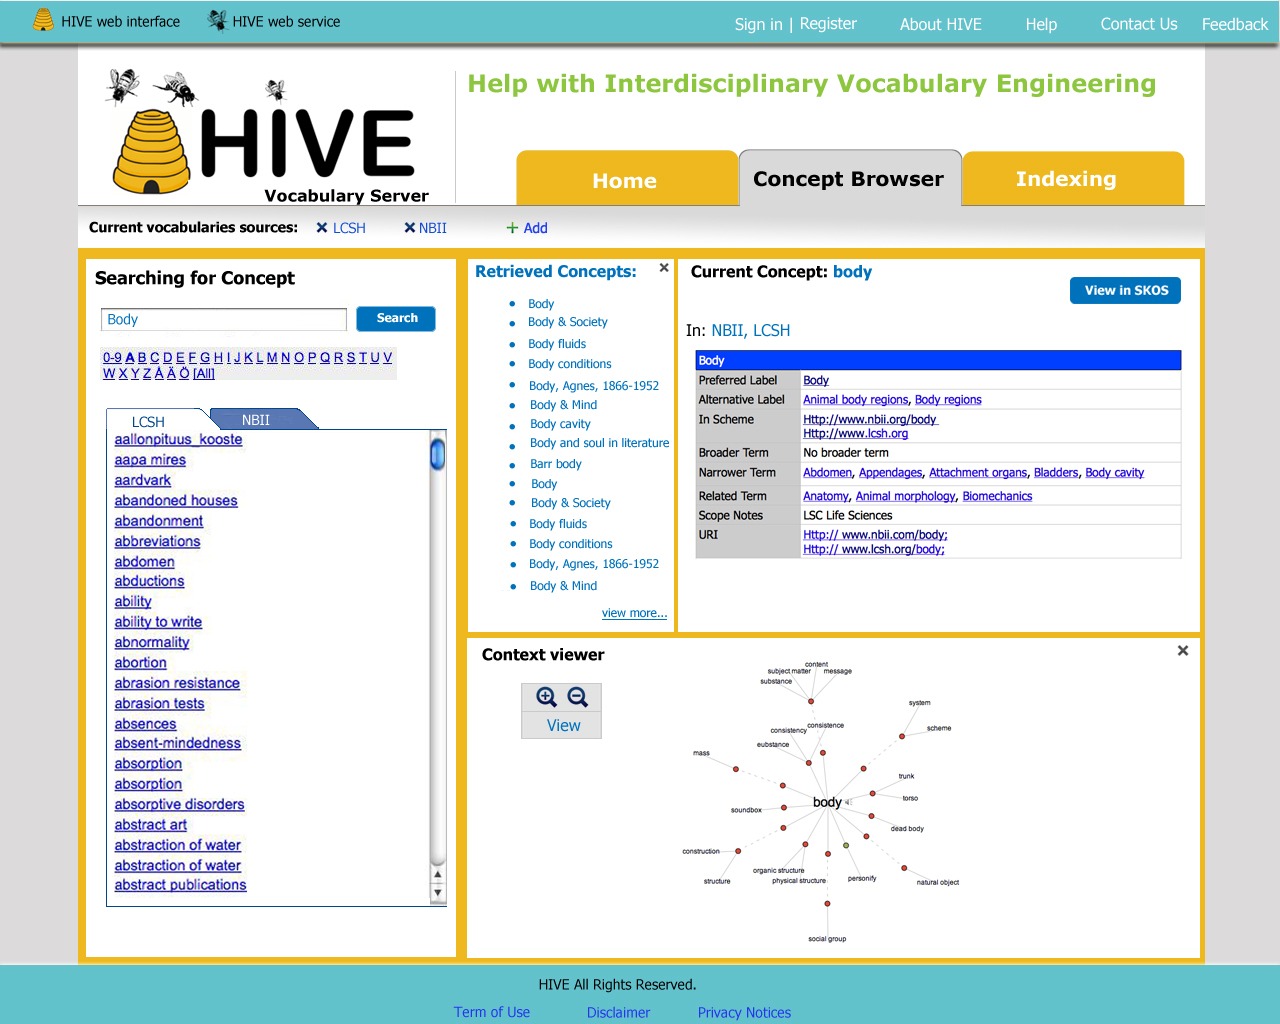 HIVE web interface HIVE web service Sign in | Register About HIVE Help Contact Us Feedback
HIVE
Vocabulary Server
Help with Interdisciplinary Vocabulary Engineering
Home Concept Browser Indexing
Current vocabularies sources: LCSH NBII + Add
Searching for Concept
Body Search
0-9 A B C D E F G H I J K L M N O P Q R S T U V
W X Y Z Å Ä Ö [All]
LCSH NBII
aallonpituus_kooste
aapa mires
aardvark
abandoned houses
abandonment
abbreviations
abdomen
abductions
ability
ability to write
abnormality
abortion
abrasion resistance
abrasion tests
absences
absent-mindedness
absorption
absorption
absorptive disorders
abstract art
abstraction of water
abstraction of water
abstract publications
Retrieved Concepts:
Body
Body & Society
Body fluids
Body conditions
Body, Agnes, 1866-1952
Body & Mind
Body cavity
Body and soul in literature
Barr body
Body
Body & Society
Body fluids
Body conditions
Body, Agnes, 1866-1952
Body & Mind
view more...
Current Concept: body
View in SKOS
In: NBII, LCSH
Body
Preferred Label Body
Alternative Label Animal body regions, Body regions
In Scheme Http://www.nbii.org/body
Http://www.lcsh.org
Broader Term No broader term
Narrower Term Abdomen, Appendages, Attachment organs, Bladders, Body cavity
Related Term Anatomy, Animal morphology, Biomechanics
Scope Notes LSC Life Sciences
URI Http:// www.nbii.com/body;
Http:// www.lcsh.org/body;
Context viewer
View
content
subject matter message
substance
system
consistence
consistency
scheme
eubstance
mass
trunk
torso
body
soundbox
dead body
construction
organic structure
structure physical structure personify natural object
social group
HIVE All Rights Reserved.
Term of Use Disclaimer Privacy Notices